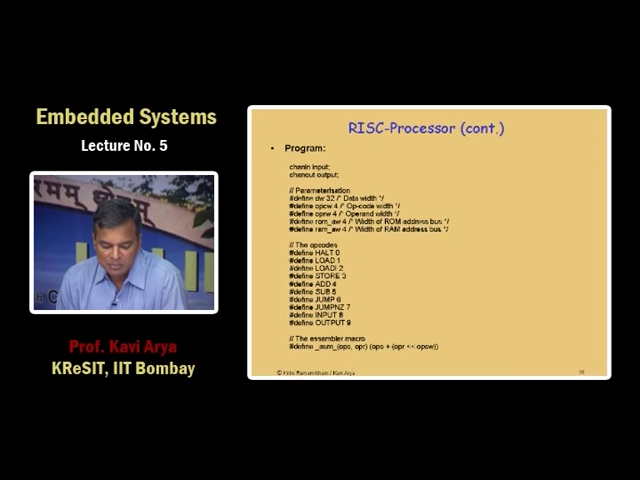 Embedded Systems
Lecture No. 5
Prof. Kavi Arya
KReSIT, IIT Bombay
RISC-Processor (cont.)
• Program:
chanin input;
chanout output;
// Parameterisation
#define dw 32 /* Data width */
#define opcw 4 /* Op-code width */
#define oprw 4 /* Operand width */
#define rom_aw 4 /* Width of ROM address bus */
#define ram_aw 4 /* Width of RAM address bus */
// The opcodes
#define HALT 0
#define LOAD 1
#define LOADI 2
#define STORE 3
#define ADD 4
#define SUB 5
#define JUMP 6
#define JUMPNZ 7
#define INPUT 8
#define OUTPUT 9
// The assembler macro
#define _asm_(opc, opr) (opc + (opr << opcw))
© Krithi Ramamritham / Kavi Arya